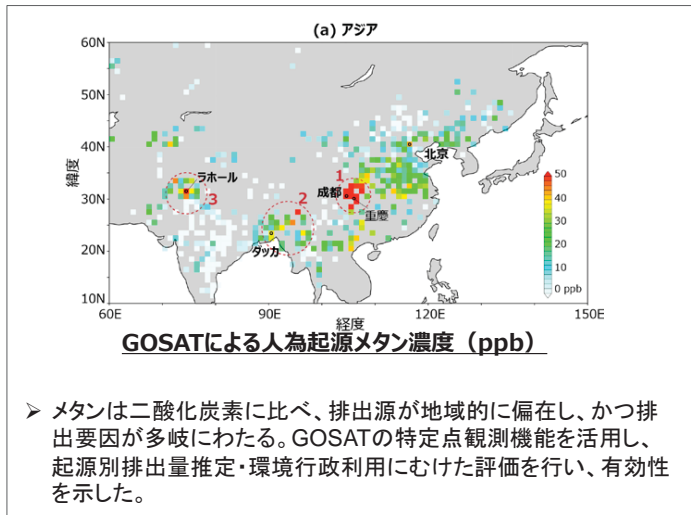 (a) アジア
60N
50N
40N
30N
20N
10N
緯度
60E
90E
120E
150E
経度
ラホール
3
2
ダッカ
1
成都
重慶
北京
50
40
30
20
10
0 ppb
GOSATによる人為起源メタン濃度（ppb）
➢ メタンは二酸化炭素に比べ、排出源が地域的に偏在し、かつ排
出要因が多岐にわたる。GOSATの特定点観測機能を活用し、
起源別排出量推定・環境行政利用にむけた評価を行い、有効性
を示した。